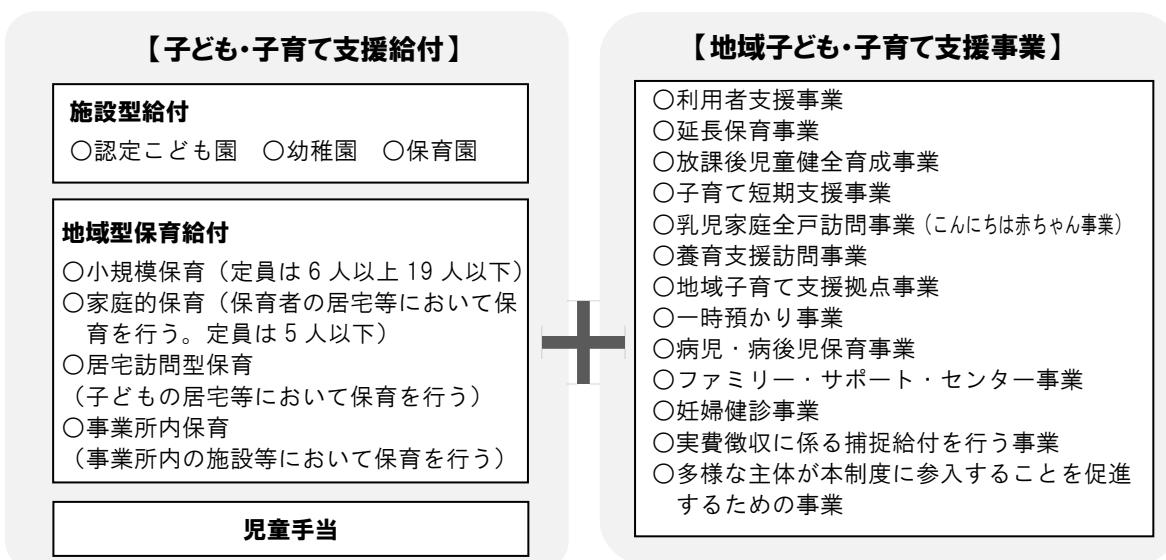 【子ども・子育て支援給付】
施設型給付
○認定こども園　○幼稚園　○保育園
地域型保育給付
○小規模保育（定員は6人以上19人以下）
○家庭的保育（保育者の居宅等において保
育を行う。定員は5人以下）
○居宅訪問型保育
（子どもの居宅等において保育を行う）
○事業所内保育
（事業所内の施設等において保育を行う）
児童手当
【地域子ども・子育て支援事業】
○利用者支援事業
○延長保育事業
○放課後児童健全育成事業
○子育て短期支援事業
○乳児家庭全戸訪問事業（こんにちは赤ちゃん事業）
○養育支援訪問事業
○地域子育て支援拠点事業
○一時預かり事業
○病児・病後児保育事業
○ファミリー・サポート・センター事業
○妊婦健診事業
○実費徴収に係る捕捉給付を行う事業
○多様な主体が本制度に参入することを促進
するための事業